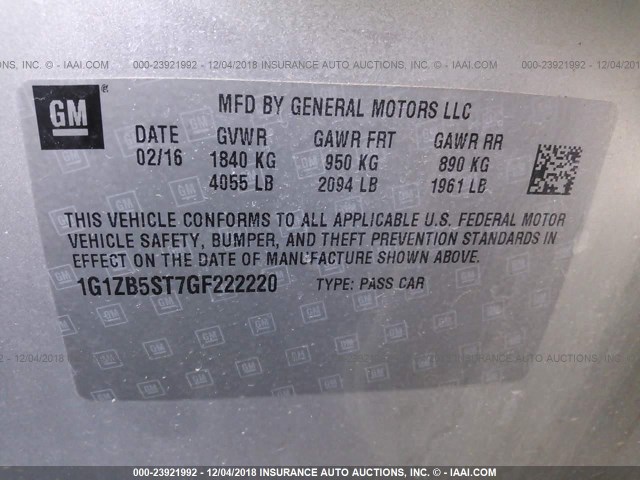 000-23921992 - 12/04/2018 INSURANCE AUTO AUCTIONS, INC. - IAAI.COM
GM
MFD BY GENERAL MOTORS LLC
DATE GVWR GAWR FRT GAWR RR
02/16 1840 KG 950 KG 890 KG
4055 LB 2094 LB 1961 LB
THIS VEHICLE CONFORMS TO ALL APPLICABLE U.S. FEDERAL MOTOR
VEHICLE SAFETY, BUMPER, AND THEFT PREVENTION STANDARDS IN
EFFECT ON THE DATE OF MANUFACTURE SHOWN ABOVE.
1G1ZB5ST7GF222220 TYPE: PASS CAR
000-23921992 - 12/04/2018 INSURANCE AUTO AUCTIONS, INC. - IAAI.COM
000-23921992 - 12/04/2018 INSURANCE AUTO AUCTIONS, INC. - IAAI.COM